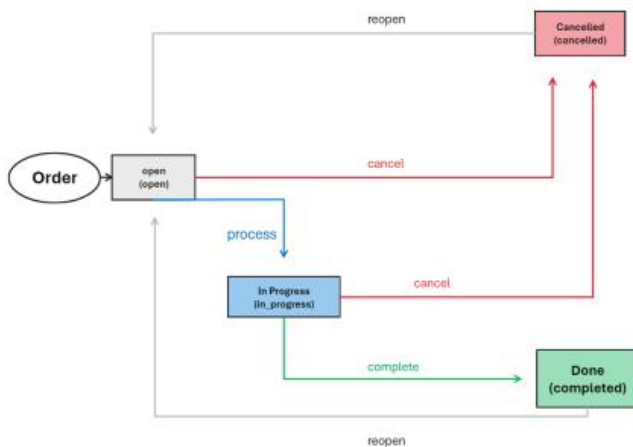 reopen
Cancelled
(cancelled)
Order
open
(open)
cancel
process
In Progress
(in_progress)
cancel
complete
Done
(completed)
reopen